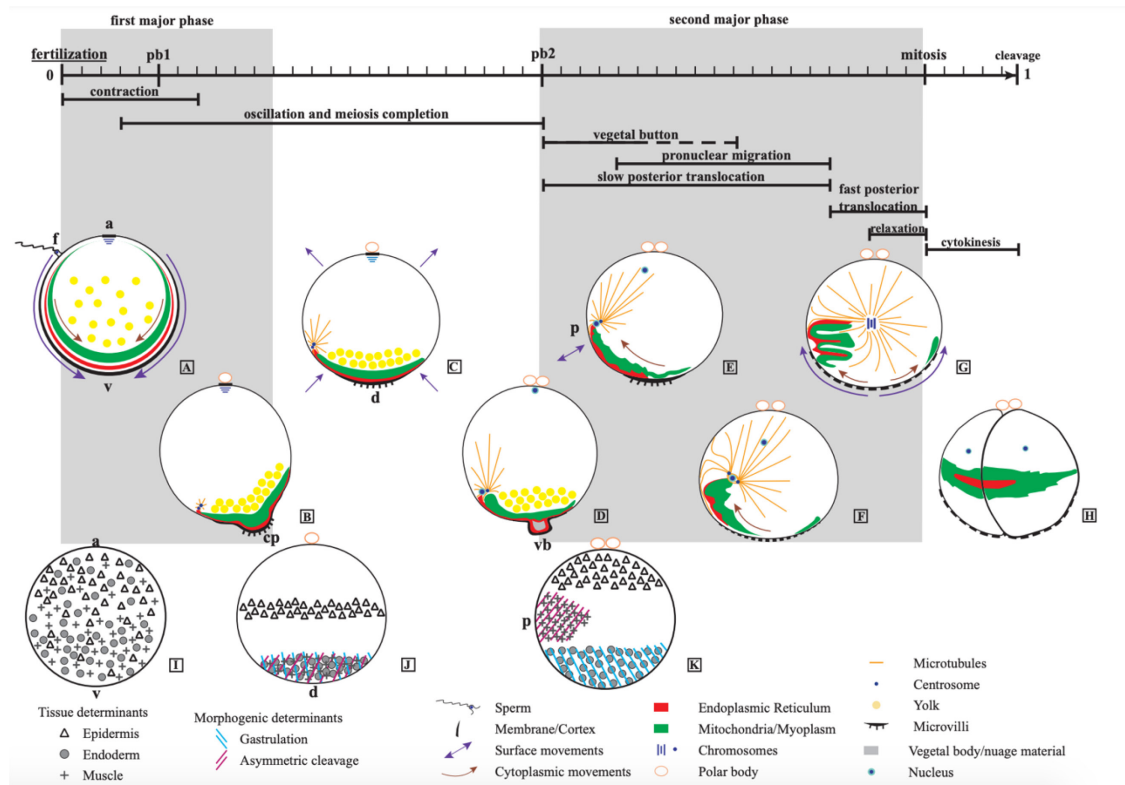 first major phase
second major phase
fertilization
pb1
pb2
mitosis
cleavage
0
1
contraction
oscillation and meiosis completion
vegetal button
pronuclear migration
slow posterior translocation
fast posterior
translocation
relaxation
cytokinesis
f
a
A
v
C
d
p
E
G
B
cp
D
vb
F
H
a
I
v
J
d
p
K
Tissue determinants
Epidermis
Endoderm
Muscle
Morphogenic determinants
Gastrulation
Asymmetric cleavage
Sperm
Membrane/Cortex
Surface movements
Cytoplasmic movements
Endoplasmic Reticulum
Mitochondria/Myoplasm
Chromosomes
Polar body
Microtubules
Centrosome
Yolk
Microvilli
Vegetal body/nuage material
Nucleus